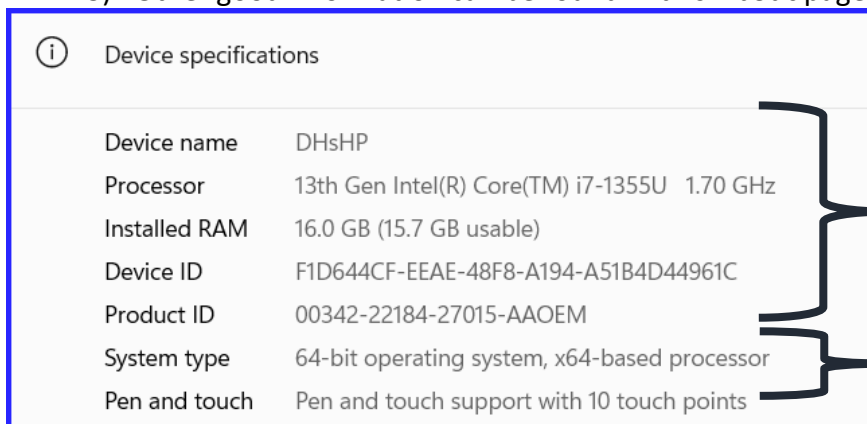 Device specifications
Device name DHsHP
Processor 13th Gen Intel(R) Core(TM) i7-1355U 1.70 GHz
Installed RAM 16.0 GB (15.7 GB usable)
Device ID F1D644CF-EEAE-48F8-A194-A51B4D44961C
Product ID 00342-22184-27015-AAOEM
System type 64-bit operating system, x64-based processor
Pen and touch Pen and touch support with 10 touch points